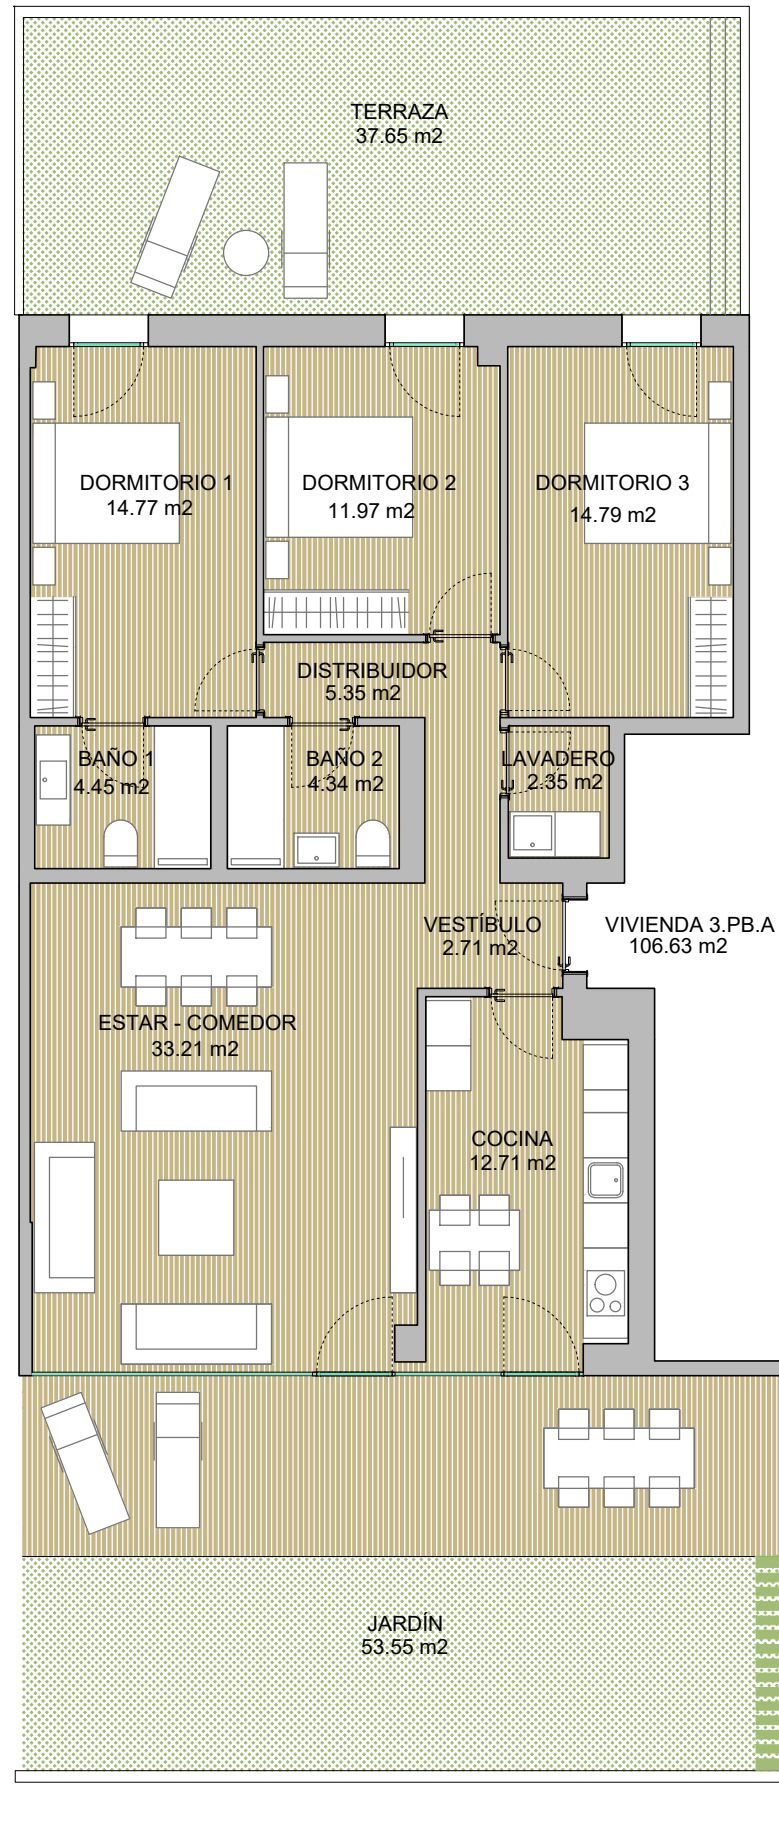 TERRAZA
37.65 m2
DORMITORIO 1
14.77 m2
DORMITORIO 2
11.97 m2
DORMITORIO 3
14.79 m2
DISTRIBUIDOR
5.35 m2
BAÑO 1
4.45 m2
BAÑO 2
4.34 m2
LAVADERO
2.35 m2
VESTÍBULO
2.71 m2
VIVIENDA 3.PB.A
106.63 m2
ESTAR - COMEDOR
33.21 m2
COCINA
12.71 m2
JARDÍN
53.55 m2